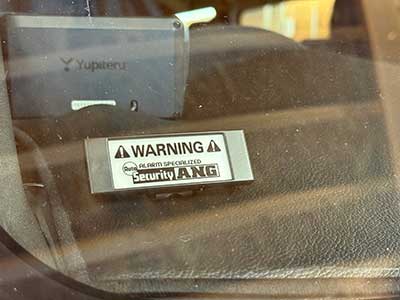 Yupiteru
WARNING
ALARM SPECIALIZED
Security ANG